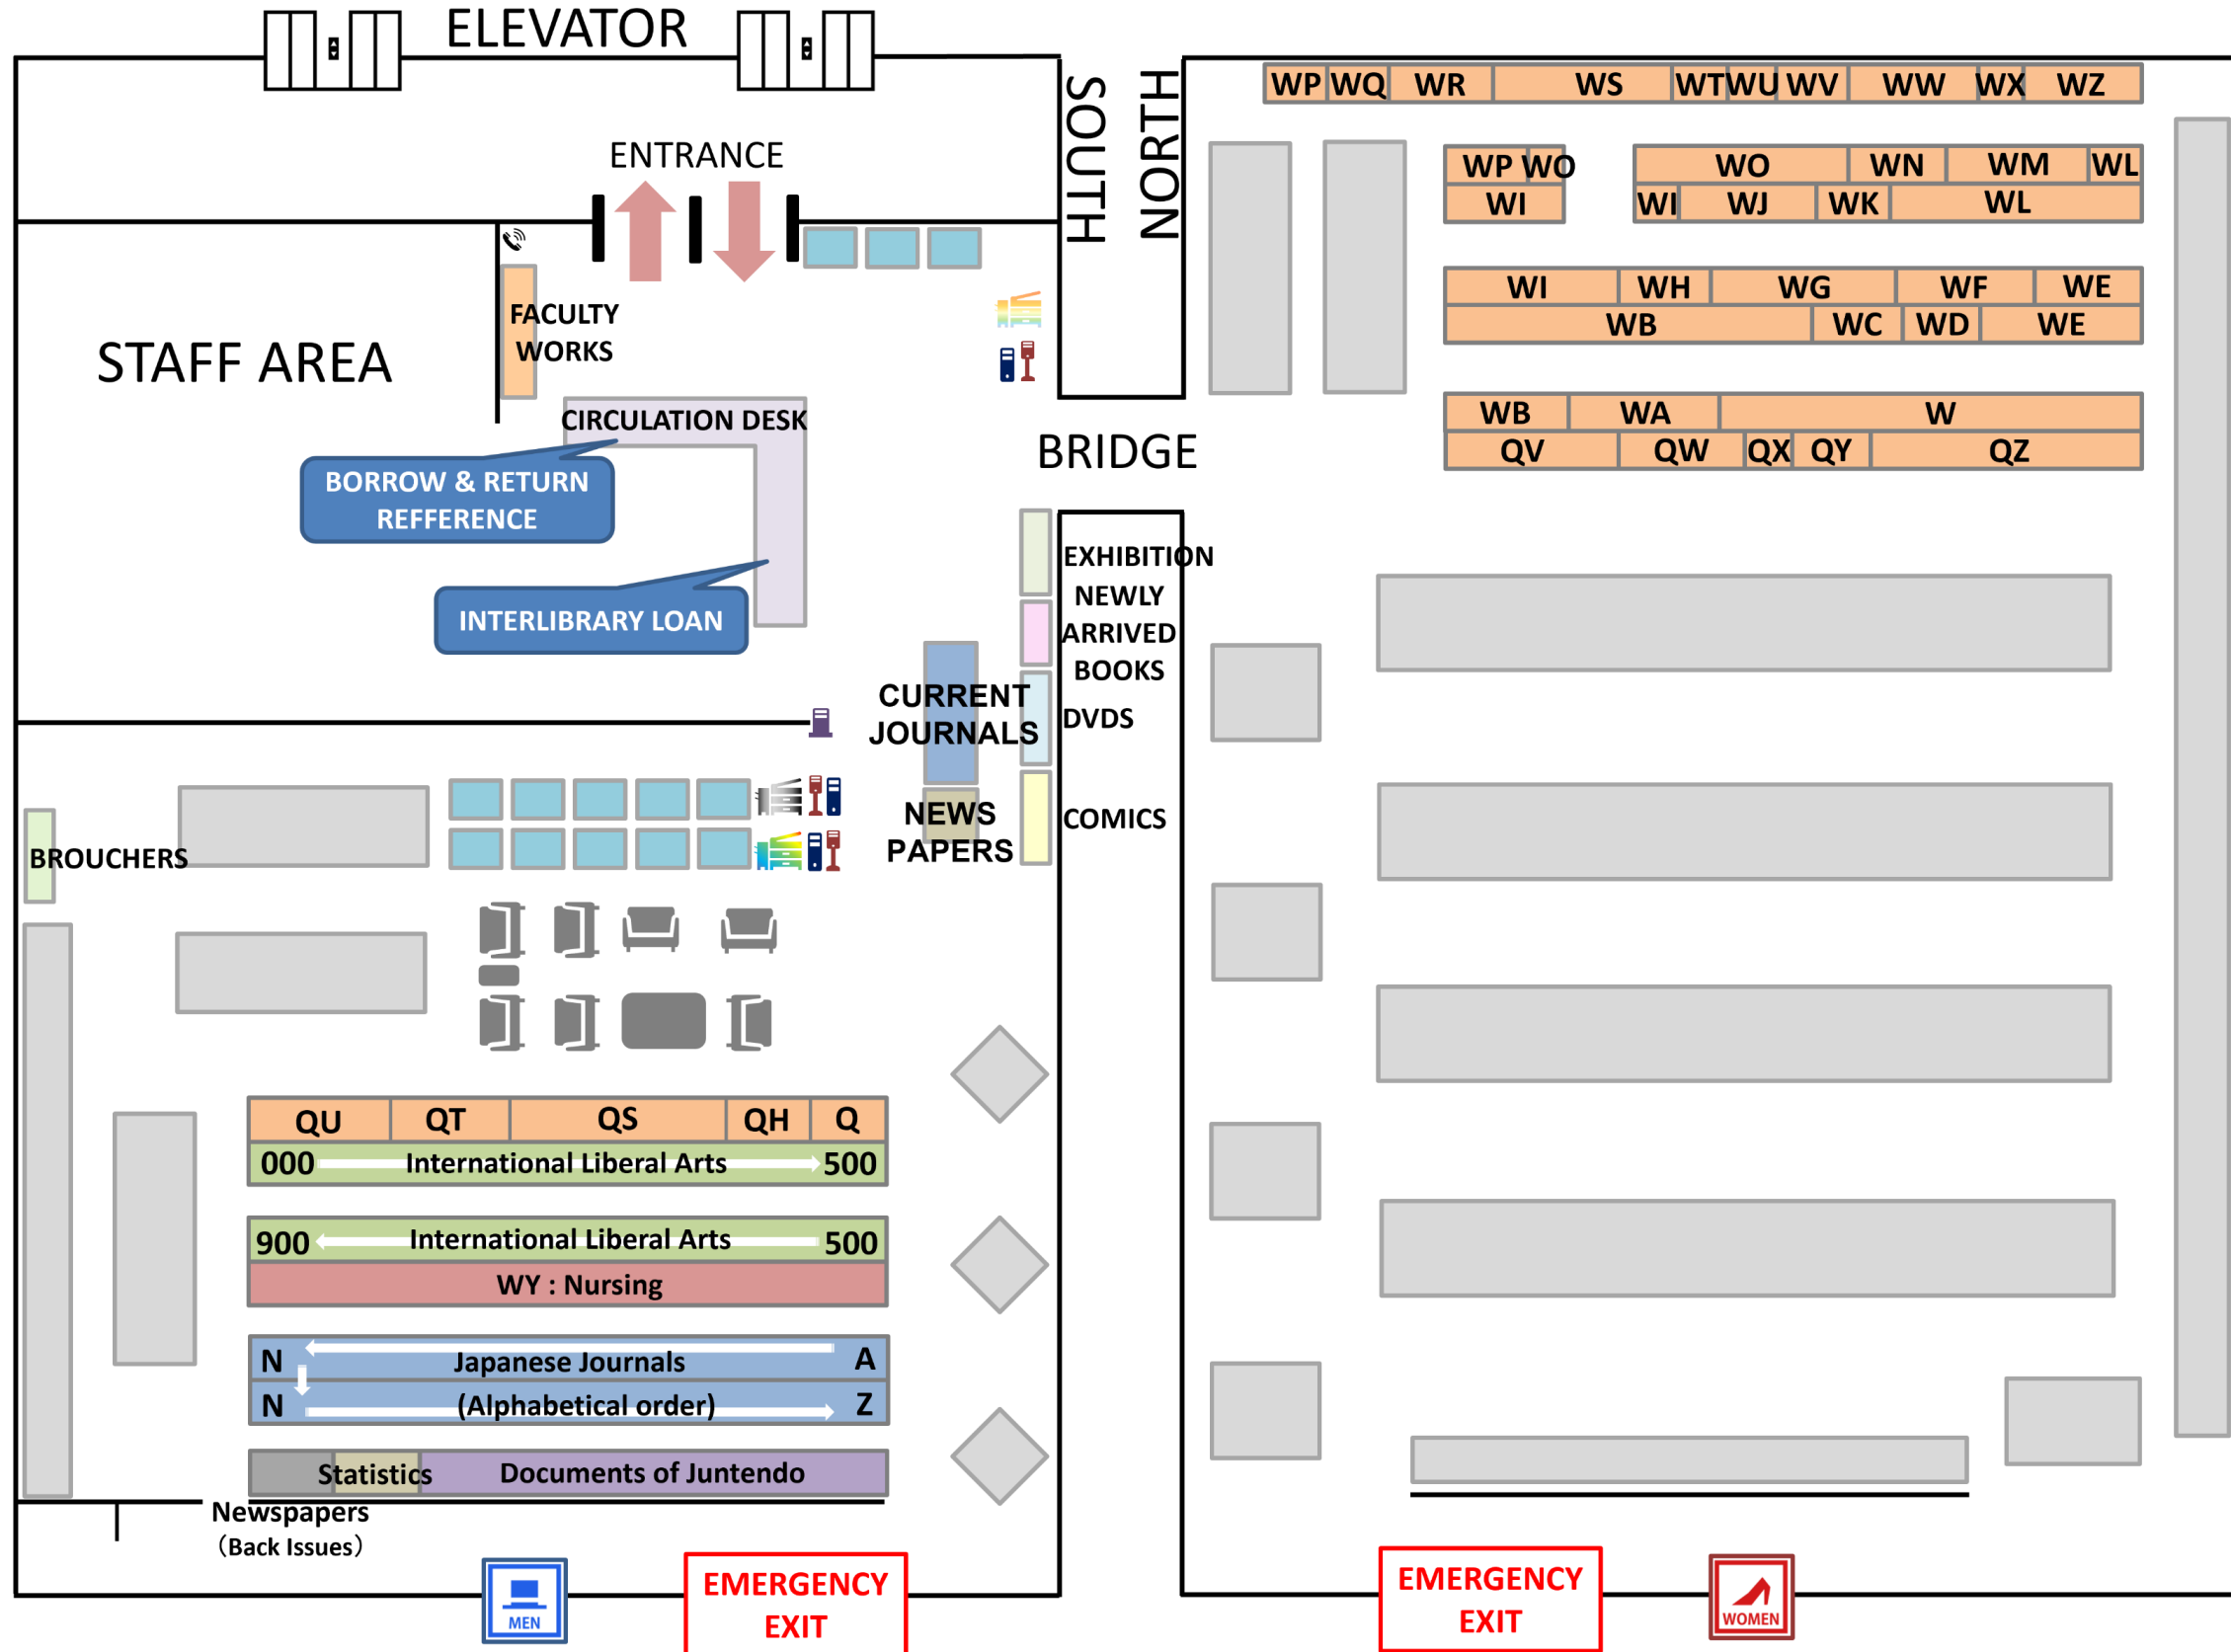 ELEVATOR
ENTRANCE
SOUTH
NORTH
STAFF AREA
FACULTY
WORKS
CIRCULATION DESK
BORROW & RETURN
REFFERENCE
INTERLIBRARY LOAN
BRIDGE
EXHIBITION
NEWLY
ARRIVED
BOOKS
DVDS
COMICS
CURRENT
JOURNALS
NEWS
PAPERS
BROUCHERS
QU QT QS QH Q
000 International Liberal Arts 500
900 International Liberal Arts 500
WY : Nursing
N Japanese Journals A
N (Alphabetical order) Z
Statistics Documents of Juntendo
Newspapers
（Back Issues）
MEN
EMERGENCY
EXIT
WP WQ WR WS WT WU WV WW WX WZ
WP WO WO WN WM WL
WI WI WJ WK WL
WI WH WG WF WE
WB WC WD WE
WB WA W
QV QW QX QY QZ
EMERGENCY
EXIT
WOMEN